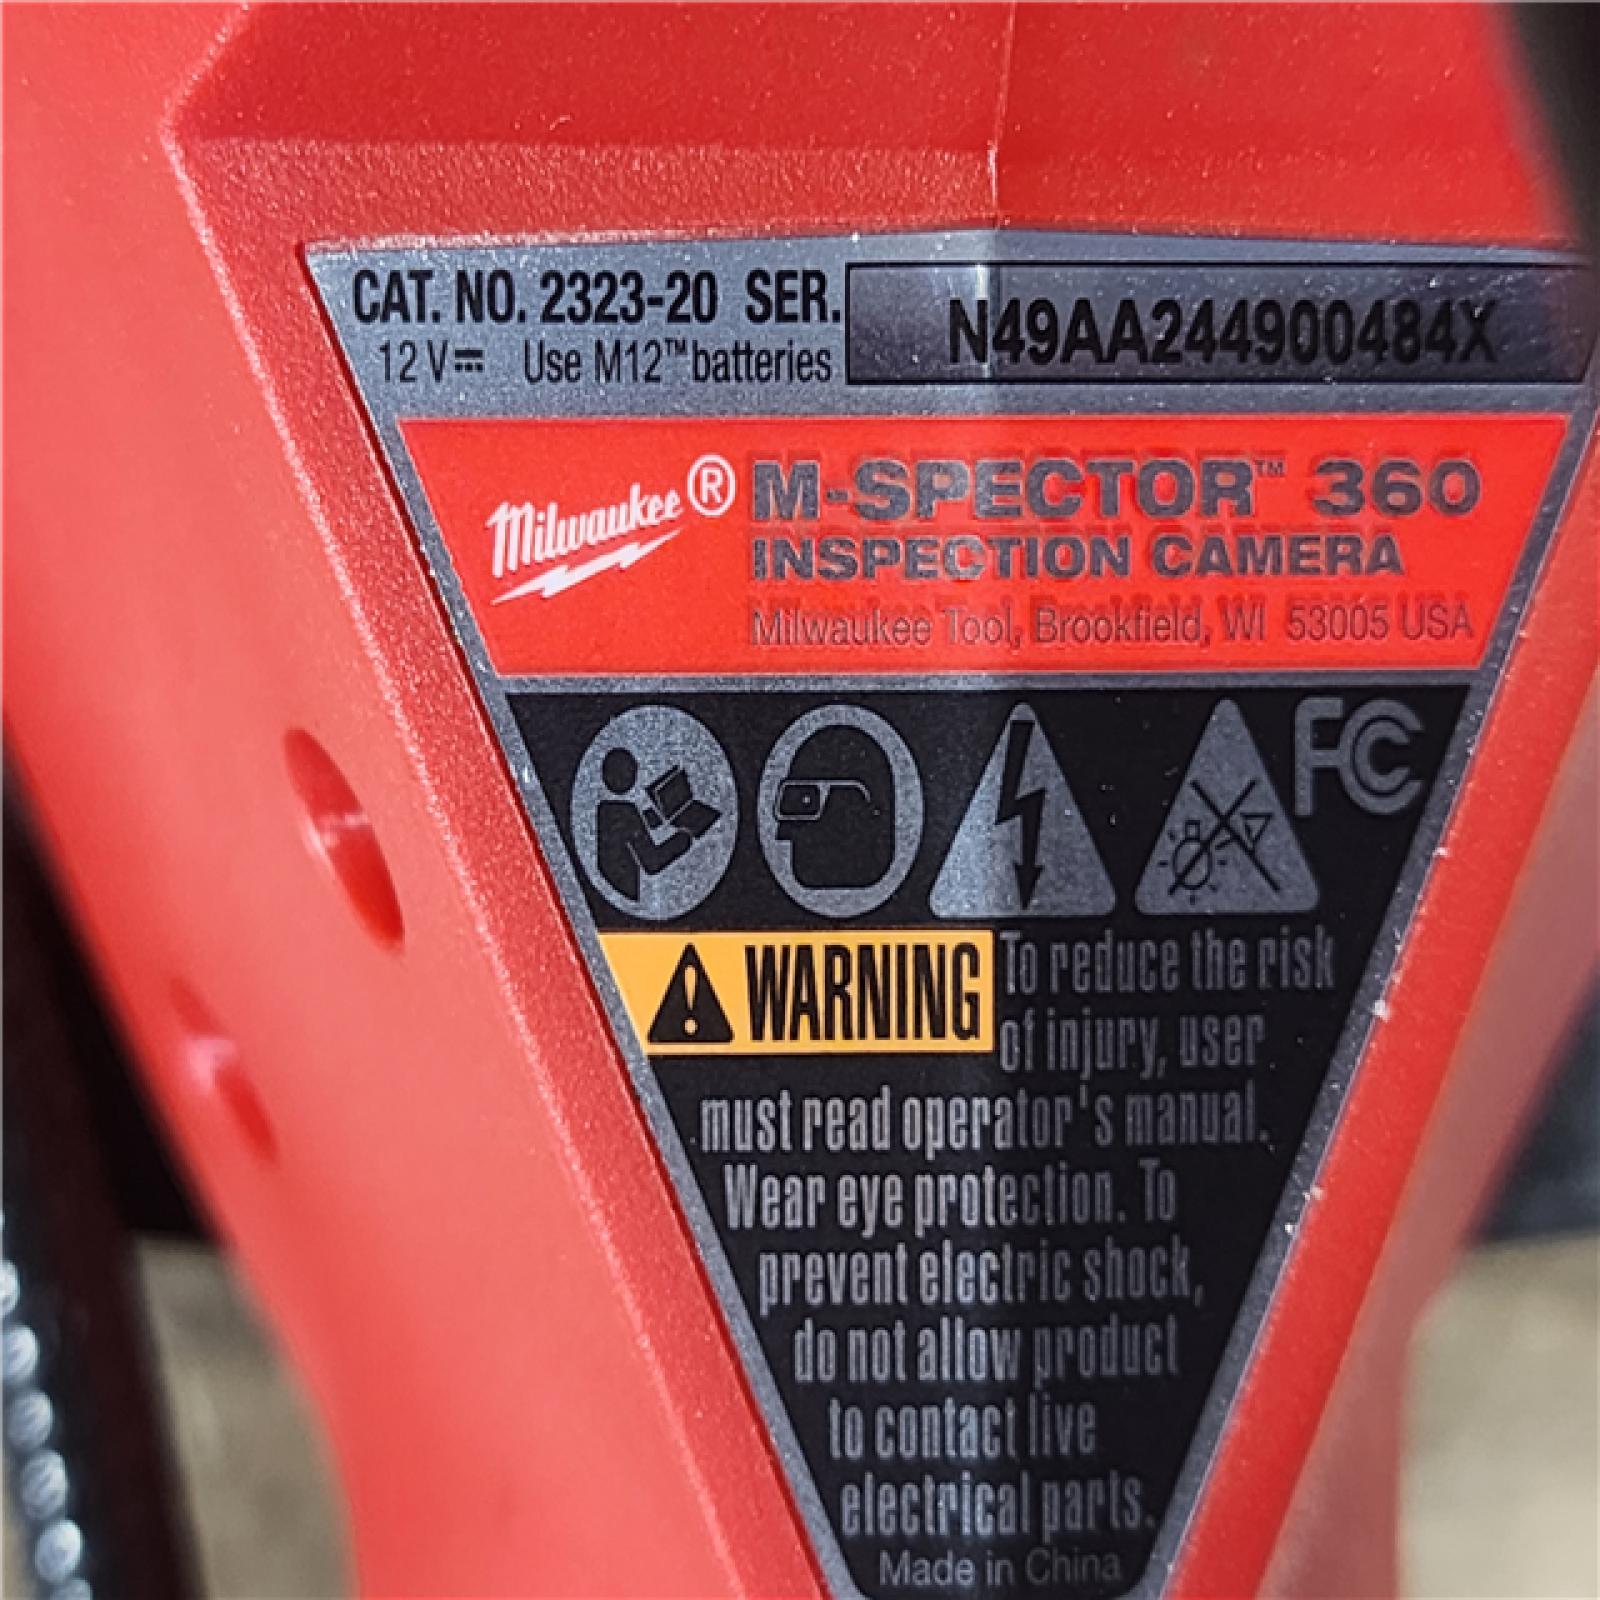 CAT. NO. 2323-20 SER. N49AA244900484X
12 V⎓ Use M12™ batteries
Milwaukee® M-SPECTOR™ 360
INSPECTION CAMERA
Milwaukee Tool, Brookfield, WI 53005 USA
FC
WARNING To reduce the risk
of injury, user
must read operator's manual.
Wear eye protection. To
prevent electric shock,
do not allow product
to contact live
electrical parts.
Made in China